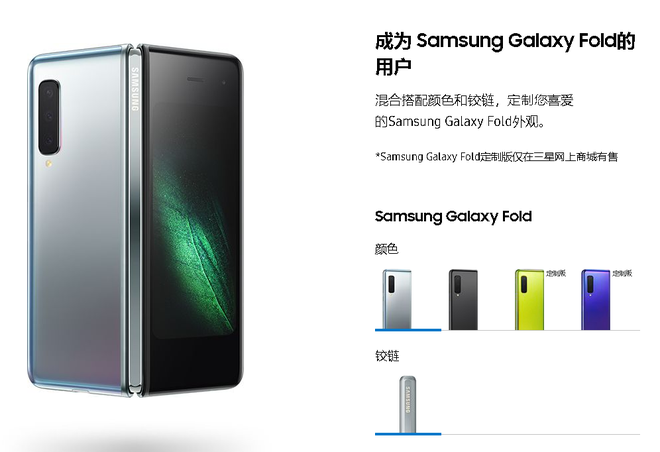 SAMSUNG
成为 Samsung Galaxy Fold的
用户
混合搭配颜色和铰链，定制您喜爱
的Samsung Galaxy Fold外观。
*Samsung Galaxy Fold定制版仅在三星网上商城有售
Samsung Galaxy Fold
颜色
定制版
定制版
铰链
SAMSUNG